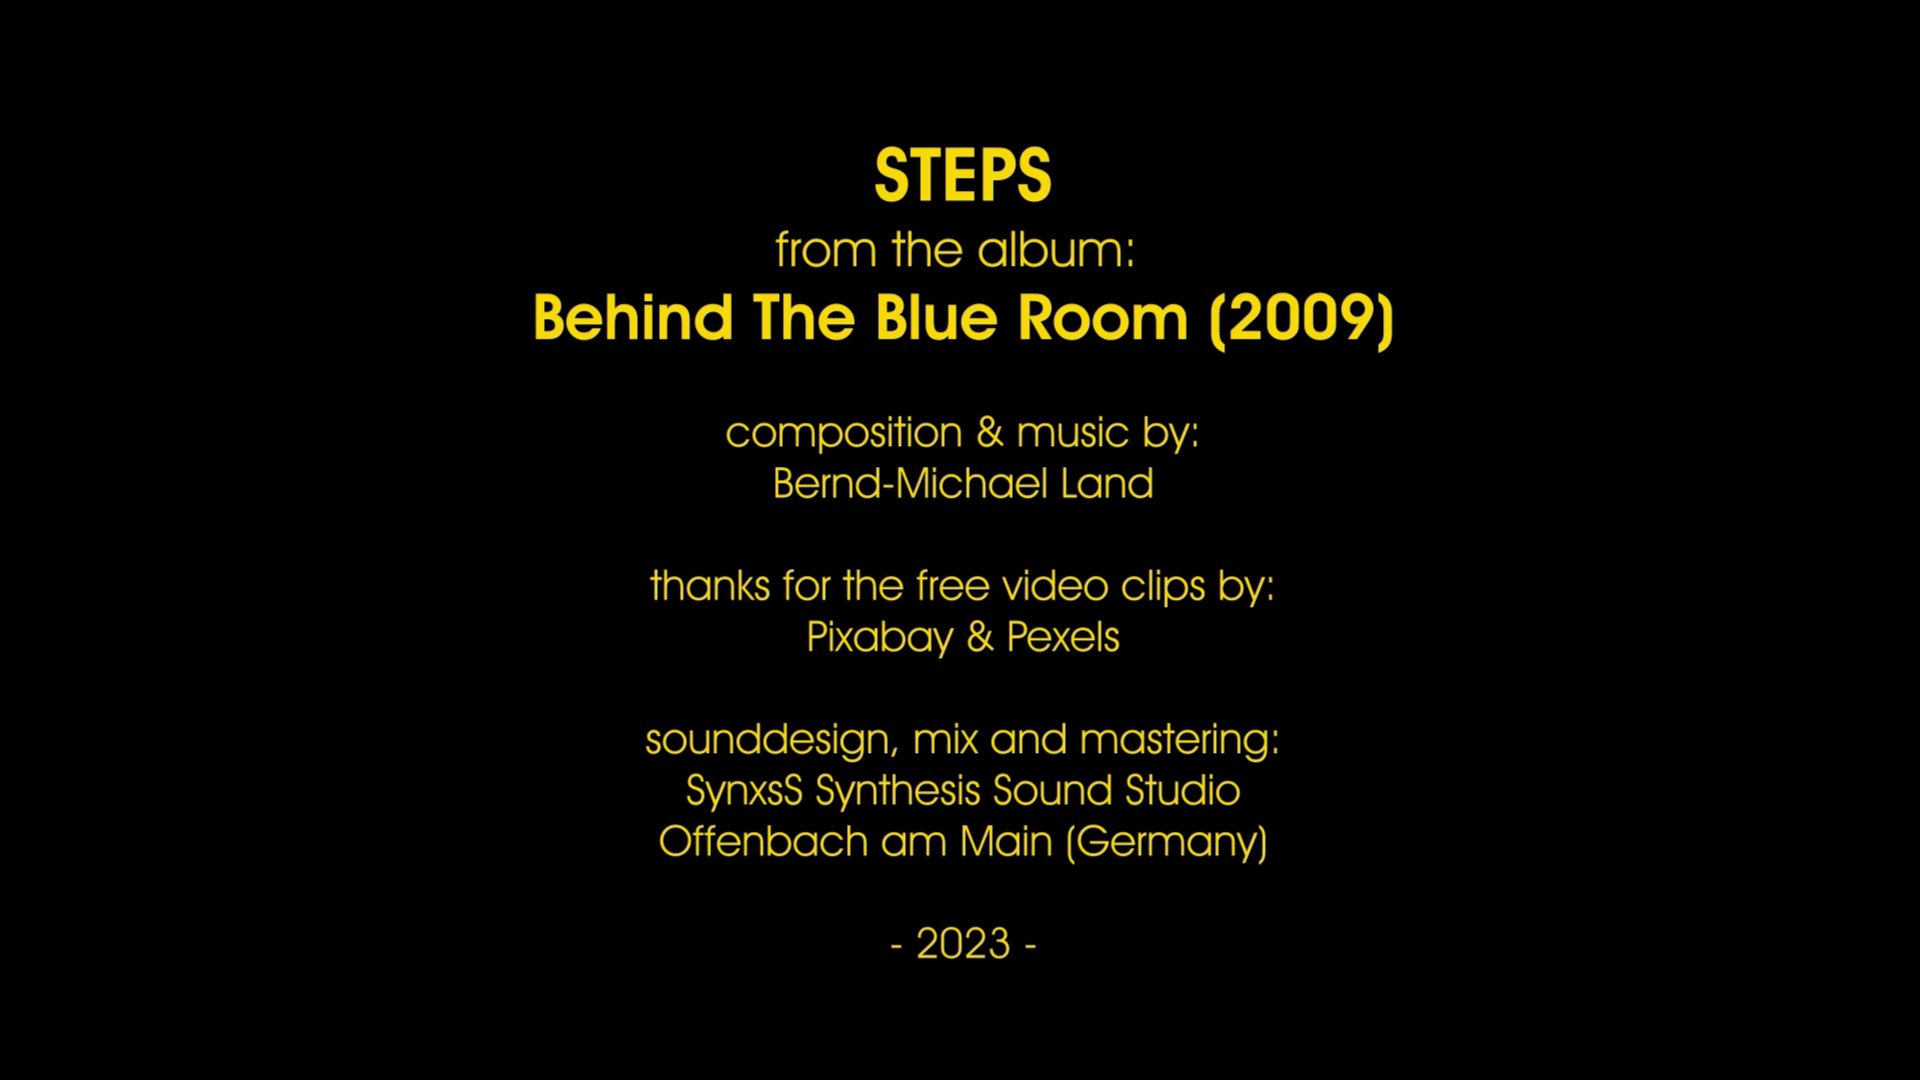 STEPS
from the album:
Behind The Blue Room (2009)
composition & music by:
Bernd-Michael Land
thanks for the free video clips by:
Pixabay & Pexels
sounddesign, mix and mastering:
SynxsS Synthesis Sound Studio
Offenbach am Main (Germany)
- 2023 -